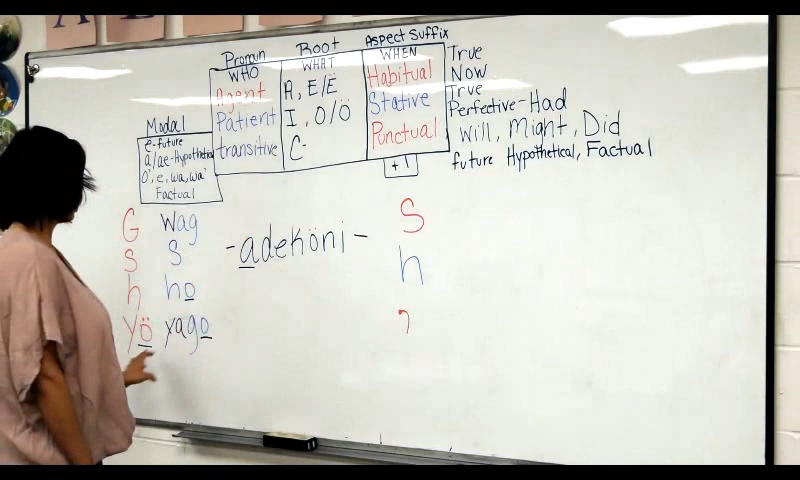 Pronoun Root Aspect Suffix
WHO WHAT WHEN True
Agent A, E/Ë Habitual Now
Patient I, O/Ö Stative True
transitive C- Punctual Perfective-Had
Will, Might, Did
+1 future Hypothetical, Factual
Modal
e-future
a/ae-Hypothetical
o', e, wa, wa'
Factual
G wag S
S S -a̲deköni- h
h ho̲ ʔ
yö̲ yago̲